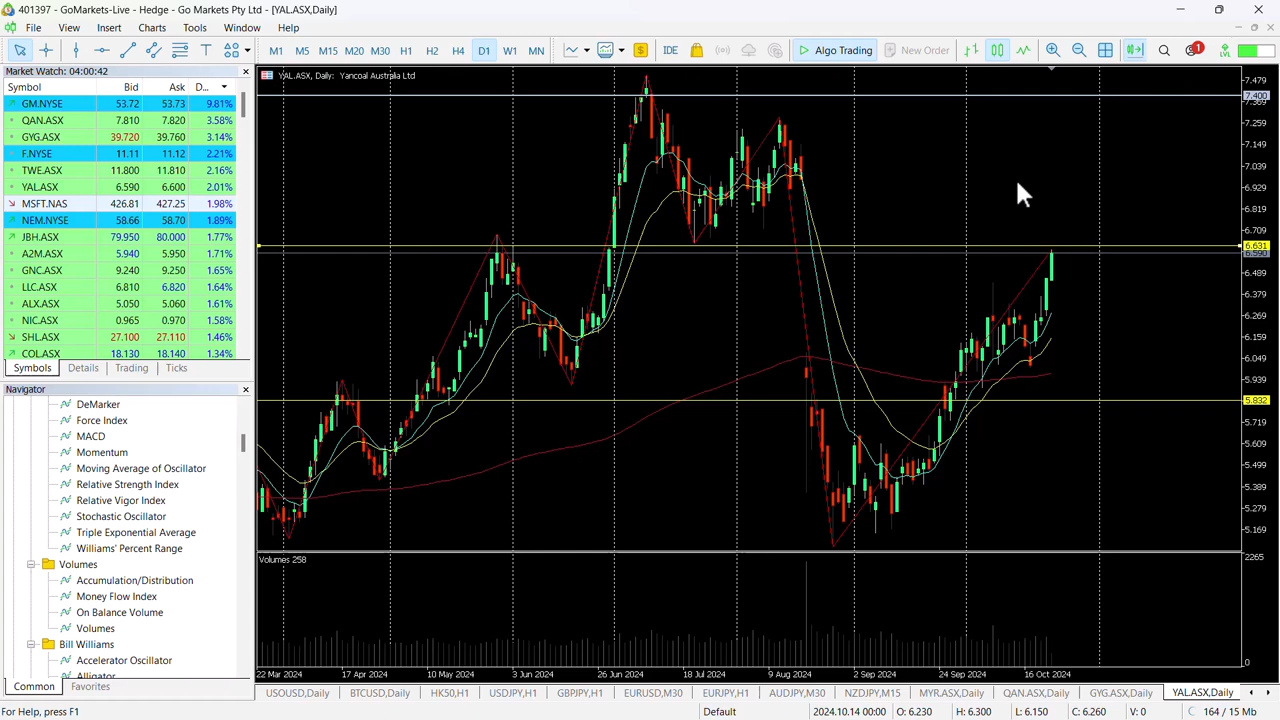 401397 - GoMarkets-Live - Hedge - Go Markets Pty Ltd - [YAL.ASX,Daily]
File View Insert Charts Tools Window Help
M1 M5 M15 M20 M30 H1 H2 H4 D1 W1 MN IDE Algo Trading New Order LVL 1
Market Watch: 04:00:42
Symbol Bid Ask D...
GM.NYSE 53.72 53.73 9.81%
QAN.ASX 7.810 7.820 3.58%
GYG.ASX 39.720 39.760 3.14%
F.NYSE 11.11 11.12 2.21%
TWE.ASX 11.800 11.810 2.16%
YAL.ASX 6.590 6.600 2.01%
MSFT.NAS 426.81 427.25 1.98%
NEM.NYSE 58.66 58.70 1.89%
JBH.ASX 79.950 80.000 1.77%
A2M.ASX 5.940 5.950 1.71%
GNC.ASX 9.240 9.250 1.65%
LLC.ASX 6.810 6.820 1.64%
ALX.ASX 5.050 5.060 1.61%
NIC.ASX 0.965 0.970 1.58%
SHL.ASX 27.100 27.110 1.46%
COL.ASX 18.130 18.140 1.34%
Symbols Details Trading Ticks
Navigator
DeMarker
Force Index
MACD
Momentum
Moving Average of Oscillator
Relative Strength Index
Relative Vigor Index
Stochastic Oscillator
Triple Exponential Average
Williams' Percent Range
Volumes
Accumulation/Distribution
Money Flow Index
On Balance Volume
Volumes
Bill Williams
Accelerator Oscillator
Alligator
Common Favorites
YAL.ASX, Daily: Yancoal Australia Ltd
7.479
7.400
7.369
7.259
7.149
7.039
6.929
6.819
6.709
6.631
6.590
6.489
6.379
6.269
6.159
6.049
5.939
5.832
5.719
5.609
5.499
5.389
5.279
5.169
Volumes 258
2265
0
22 Mar 2024 17 Apr 2024 10 May 2024 3 Jun 2024 26 Jun 2024 18 Jul 2024 9 Aug 2024 2 Sep 2024 24 Sep 2024 16 Oct 2024
USOUSD,Daily BTCUSD,Daily HK50,H1 USDJPY,H1 GBPJPY,H1 EURUSD,M30 EURJPY,H1 AUDJPY,M30 NZDJPY,M15 MYR.ASX,Daily QAN.ASX,Daily GYG.ASX,Daily YAL.ASX,Daily
For Help, press F1 Default 2024.10.14 00:00 O: 6.230 H: 6.300 L: 6.150 C: 6.260 V: 0 164 / 15 Mb